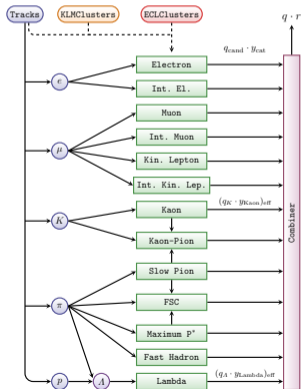 Tracks KLMClusters ECLClusters q · r
q_cand · y_cat
e Electron
Int. El.
Muon
μ Int. Muon
Kin. Lepton
Int. Kin. Lep.
K Kaon (q_K · y_Kaon)_eff
Kaon-Pion
Combiner
Slow Pion
π FSC
Maximum P*
Fast Hadron
p Λ Lambda (q_Λ · y_Lambda)_eff